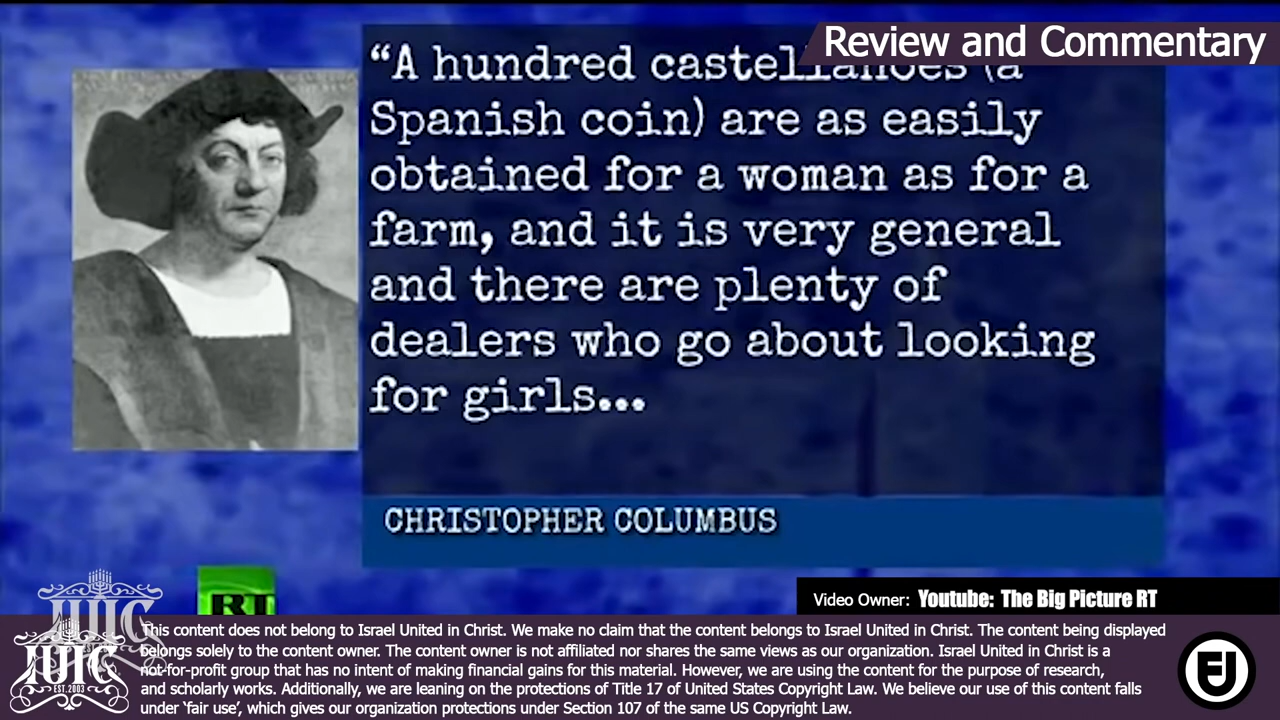 Review and Commentary
“A hundred castellanoes (a
Spanish coin) are as easily
obtained for a woman as for a
farm, and it is very general
and there are plenty of
dealers who go about looking
for girls...
CHRISTOPHER COLUMBUS
RT
Video Owner: Youtube: The Big Picture RT
IUIC
IUIC
EST.2003
This content does not belong to Israel United in Christ. We make no claim that the content belongs to Israel United in Christ. The content being displayed
belongs solely to the content owner. The content owner is not affiliated nor shares the same views as our organization. Israel United in Christ is a
not-for-profit group that has no intent of making financial gains for this material. However, we are using the content for the purpose of research,
and scholarly works. Additionally, we are leaning on the protections of Title 17 of United States Copyright Law. We believe our use of this content falls
under ‘fair use’, which gives our organization protections under Section 107 of the same US Copyright Law.